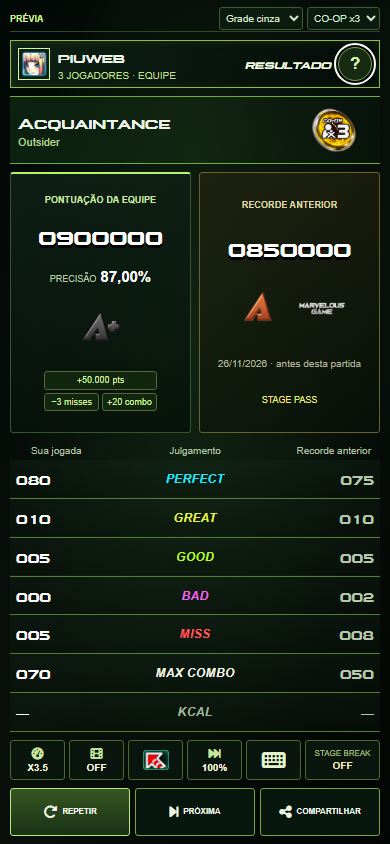 PRÉVIA
Grade cinza
CO-OP x3
PIUWEB
3 JOGADORES · EQUIPE
RESULTADO
?
ACQUAINTANCE
Outsider
CO-OP
x3
PONTUAÇÃO DA EQUIPE
0900000
PRECISÃO 87,00%
A+
+50.000 pts
−3 misses
+20 combo
RECORDE ANTERIOR
0850000
A
MARVELOUS
GAME
26/11/2026 · antes desta partida
STAGE PASS
Sua jogada
Julgamento
Recorde anterior
080 PERFECT 075
010 GREAT 010
005 GOOD 005
000 BAD 002
005 MISS 008
070 MAX COMBO 050
— KCAL —
X3.5
OFF
100%
STAGE BREAK
OFF
REPETIR
PRÓXIMA
COMPARTILHAR